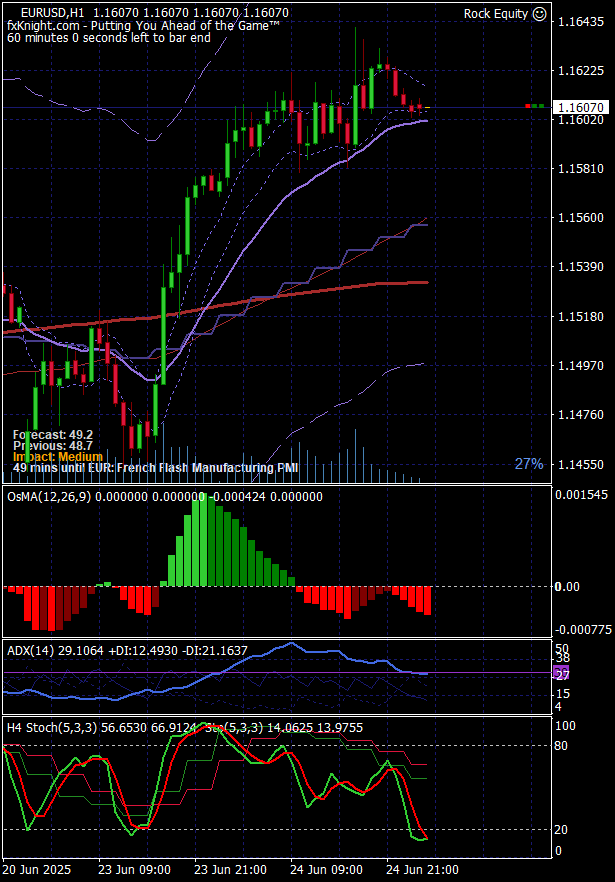 EURUSD,H1 1.16070 1.16070 1.16070 1.16070
Rock Equity
fxKnight.com - Putting You Ahead of the Game™
60 minutes 0 seconds left to bar end
1.16435
1.16225
1.16070
1.16020
1.15810
1.15600
1.15390
1.15180
1.14970
1.14760
1.14550
Forecast: 49.2
Previous: 48.7
Impact: Medium
49 mins until EUR: French Flash Manufacturing PMI
27%
OsMA(12,26,9) 0.000000 0.000000 -0.000424 0.000000
0.001545
0.00
-0.000775
ADX(14) 29.1064 +DI:12.4930 -DI:21.1637
50
38
27
15
4
H4 Stoch(5,3,3) 56.6530 66.9124 Sto(5,3,3) 14.0625 13.9755
100
80
20
0
20 Jun 2025 23 Jun 09:00 23 Jun 21:00 24 Jun 09:00 24 Jun 21:00